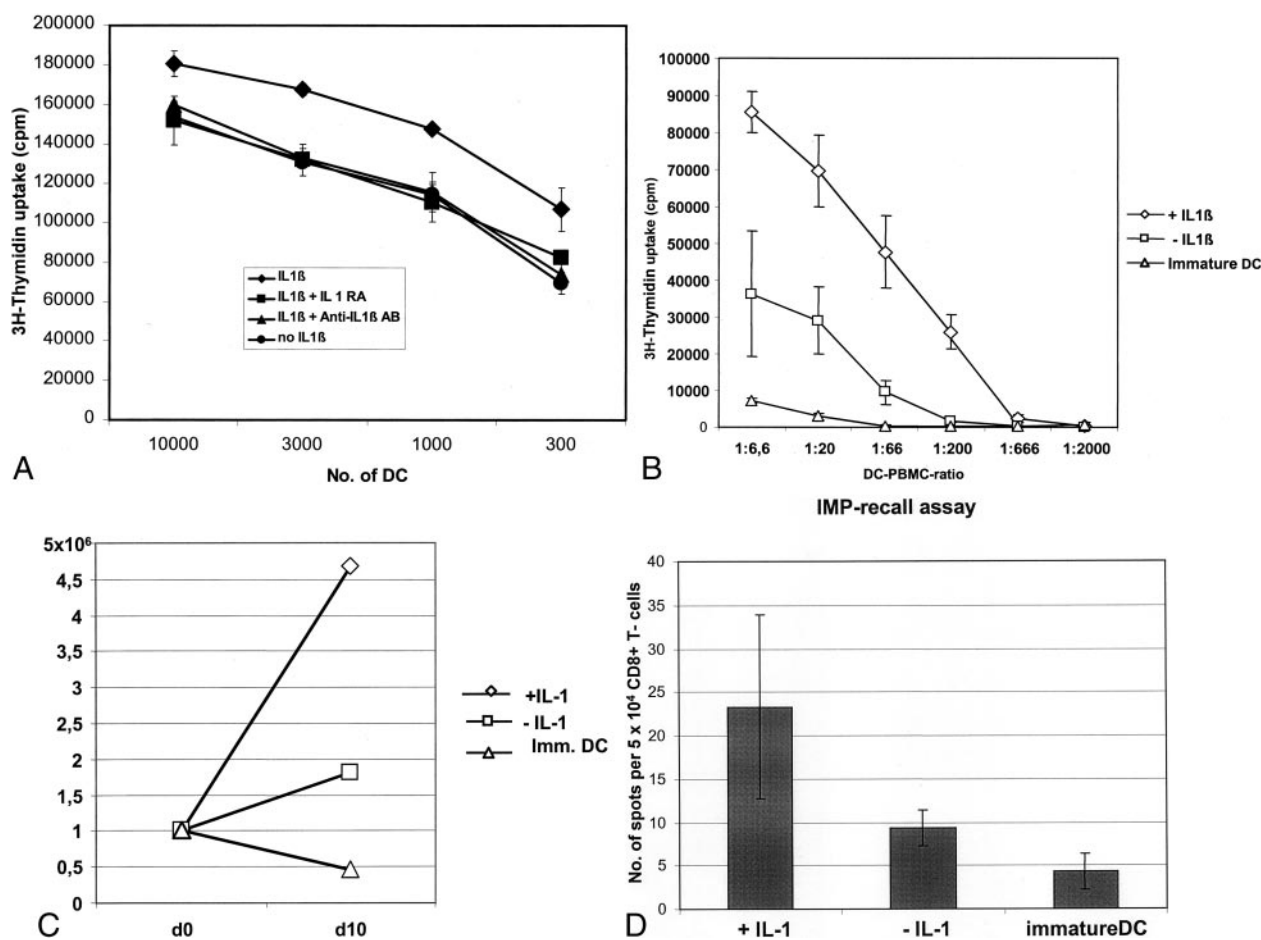 200000
180000
160000
140000
120000
100000
80000
60000
40000
20000
0
3H-Thymidin uptake (cpm)
IL1ß
IL1ß + IL 1 RA
IL1ß + Anti-IL1ß AB
no IL1ß
10000 3000 1000 300
No. of DC
A
100000
90000
80000
70000
60000
50000
40000
30000
20000
10000
0
3H-Thymidin uptake (cpm)
+ IL1ß
- IL1ß
Immature DC
1:6,6 1:20 1:66 1:200 1:666 1:2000
DC-PBMC-ratio
B
5x10⁶
4,5
4
3,5
3
2,5
2
1,5
1
0,5
0
+IL-1
- IL-1
Imm. DC
d0 d10
C
IMP-recall assay
40
35
30
25
20
15
10
5
0
No. of spots per 5 x 10⁴ CD8+ T- cells
+ IL-1 - IL-1 immatureDC
D